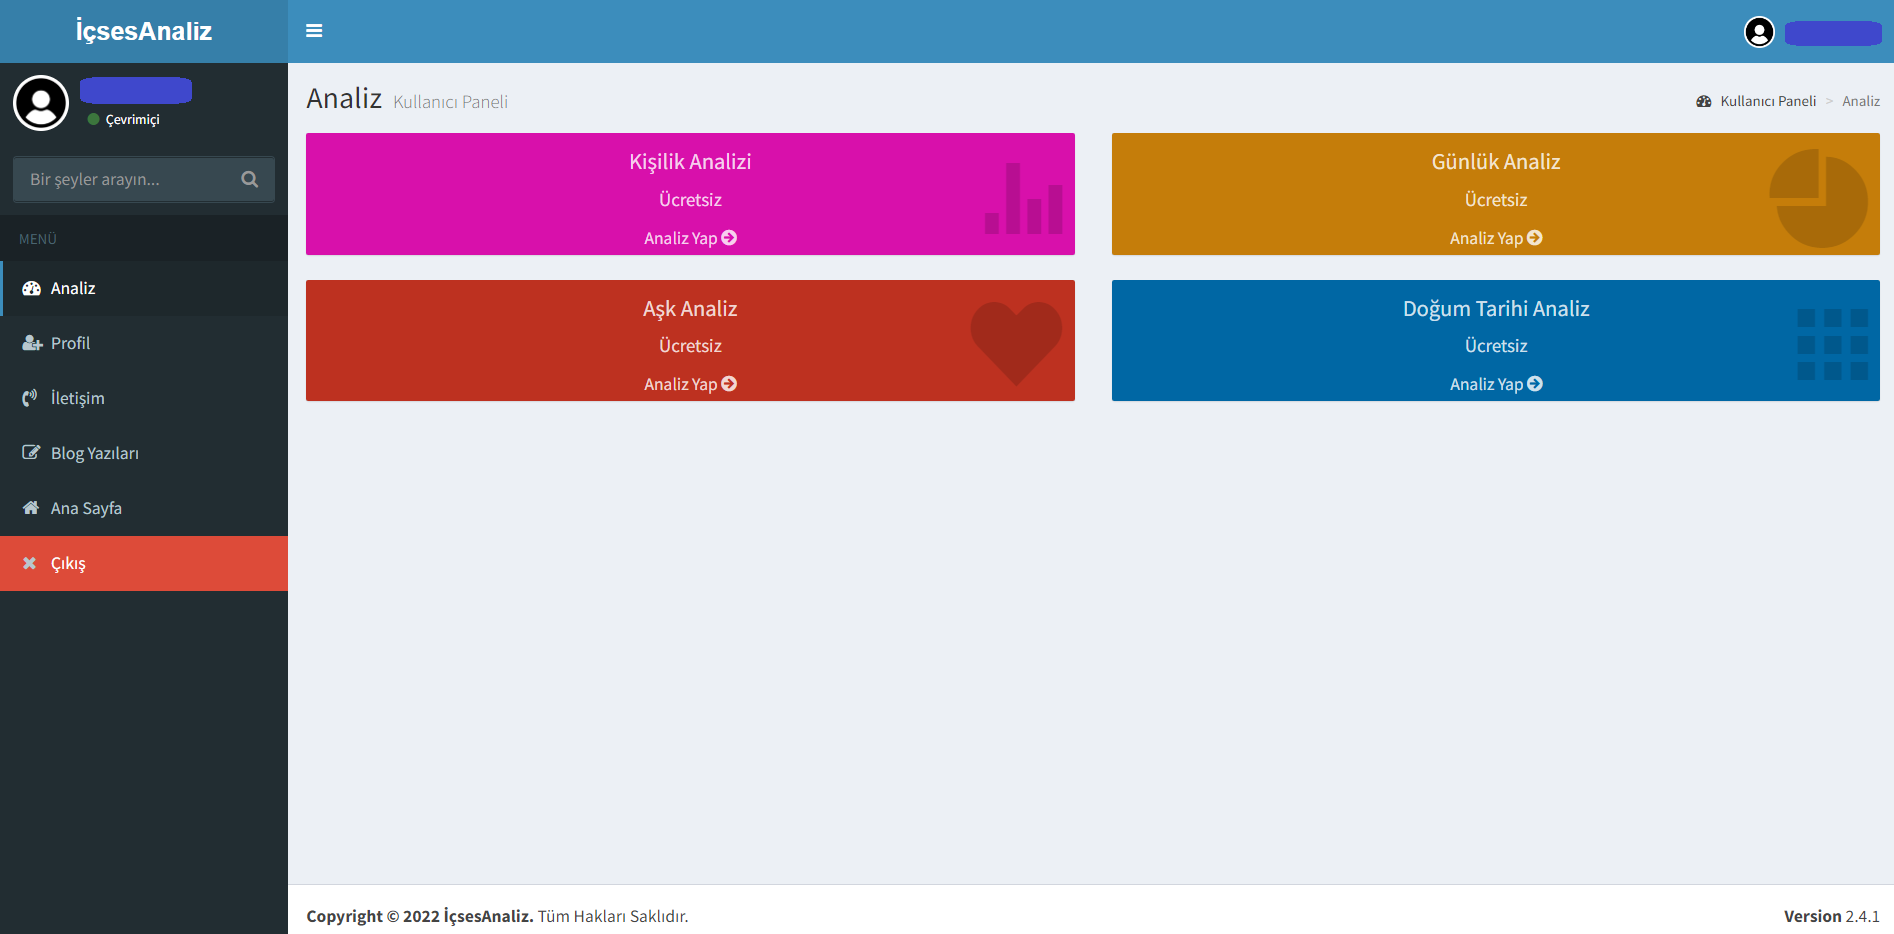 İçsesAnaliz
Çevrimiçi
Bir şeyler arayın...
MENÜ
Analiz
Profil
İletişim
Blog Yazıları
Ana Sayfa
Çıkış
Analiz Kullanıcı Paneli
Kullanıcı Paneli > Analiz
Kişilik Analizi
Ücretsiz
Analiz Yap
Günlük Analiz
Ücretsiz
Analiz Yap
Aşk Analiz
Ücretsiz
Analiz Yap
Doğum Tarihi Analiz
Ücretsiz
Analiz Yap
Copyright © 2022 İçsesAnaliz. Tüm Hakları Saklıdır.
Version 2.4.1